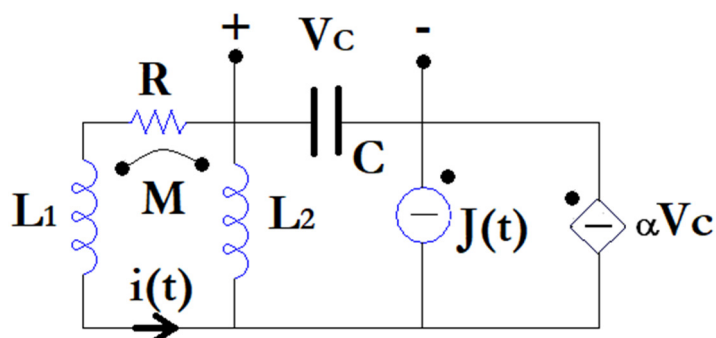 + Vc -
R
C
L1 M L2 J(t) αVc
i(t)